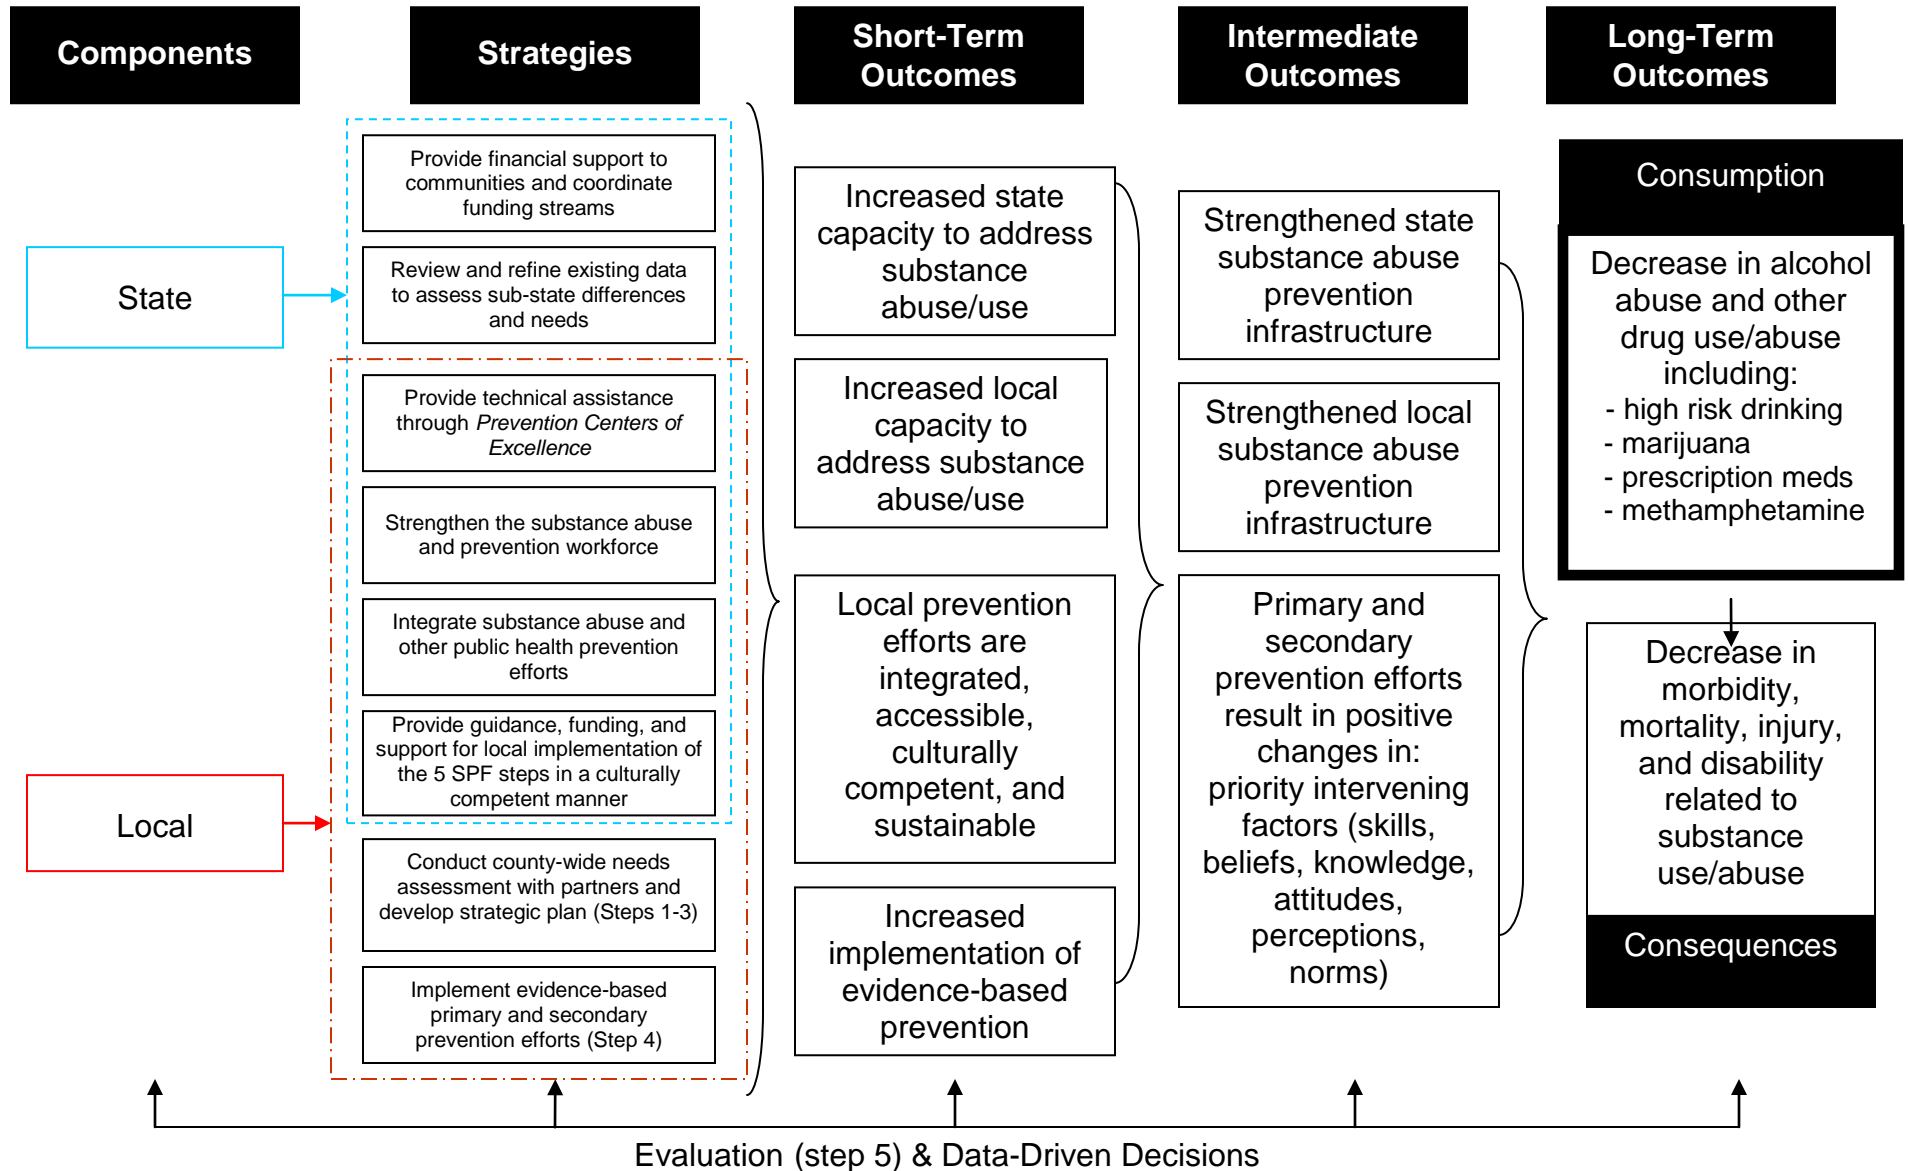 Components
Strategies
Short-Term
Outcomes
Intermediate
Outcomes
Long-Term
Outcomes
State
Local
Provide financial support to
communities and coordinate
funding streams
Review and refine existing data
to assess sub-state differences
and needs
Provide technical assistance
through Prevention Centers of
Excellence
Strengthen the substance abuse
and prevention workforce
Integrate substance abuse and
other public health prevention
efforts
Provide guidance, funding, and
support for local implementation of
the 5 SPF steps in a culturally
competent manner
Conduct county-wide needs
assessment with partners and
develop strategic plan (Steps 1-3)
Implement evidence-based
primary and secondary
prevention efforts (Step 4)
Increased state
capacity to address
substance
abuse/use
Increased local
capacity to
address substance
abuse/use
Local prevention
efforts are
integrated,
accessible,
culturally
competent, and
sustainable
Increased
implementation of
evidence-based
prevention
Strengthened state
substance abuse
prevention
infrastructure
Strengthened local
substance abuse
prevention
infrastructure
Primary and
secondary
prevention efforts
result in positive
changes in:
priority intervening
factors (skills,
beliefs, knowledge,
attitudes,
perceptions,
norms)
Consumption
Decrease in alcohol
abuse and other
drug use/abuse
including:
- high risk drinking
- marijuana
- prescription meds
- methamphetamine
Decrease in
morbidity,
mortality, injury,
and disability
related to
substance
use/abuse
Consequences
Evaluation (step 5) & Data-Driven Decisions